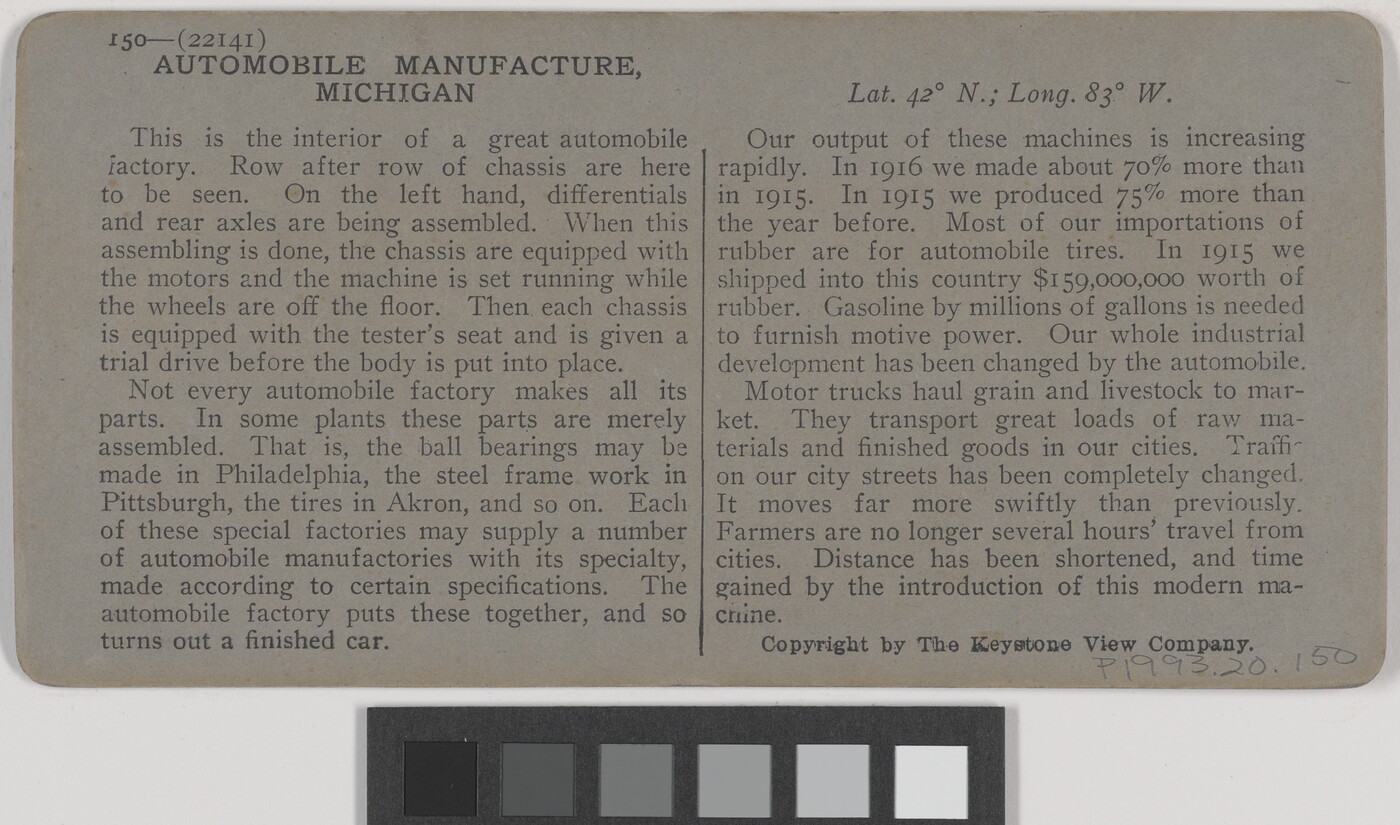 150—(22141)
AUTOMOBILE MANUFACTURE,
MICHIGAN
This is the interior of a great automobile
factory. Row after row of chassis are here
to be seen. On the left hand, differentials
and rear axles are being assembled. When this
assembling is done, the chassis are equipped with
the motors and the machine is set running while
the wheels are off the floor. Then each chassis
is equipped with the tester's seat and is given a
trial drive before the body is put into place.
Not every automobile factory makes all its
parts. In some plants these parts are merely
assembled. That is, the ball bearings may be
made in Philadelphia, the steel frame work in
Pittsburgh, the tires in Akron, and so on. Each
of these special factories may supply a number
of automobile manufactories with its specialty,
made according to certain specifications. The
automobile factory puts these together, and so
turns out a finished car.
Lat. 42° N.; Long. 83° W.
Our output of these machines is increasing
rapidly. In 1916 we made about 70% more than
in 1915. In 1915 we produced 75% more than
the year before. Most of our importations of
rubber are for automobile tires. In 1915 we
shipped into this country $159,000,000 worth of
rubber. Gasoline by millions of gallons is needed
to furnish motive power. Our whole industrial
development has been changed by the automobile.
Motor trucks haul grain and livestock to mar-
ket. They transport great loads of raw ma-
terials and finished goods in our cities. Traffic
on our city streets has been completely changed.
It moves far more swiftly than previously.
Farmers are no longer several hours' travel from
cities. Distance has been shortened, and time
gained by the introduction of this modern ma-
chine.
Copyright by The Keystone View Company.
P1993.20.150